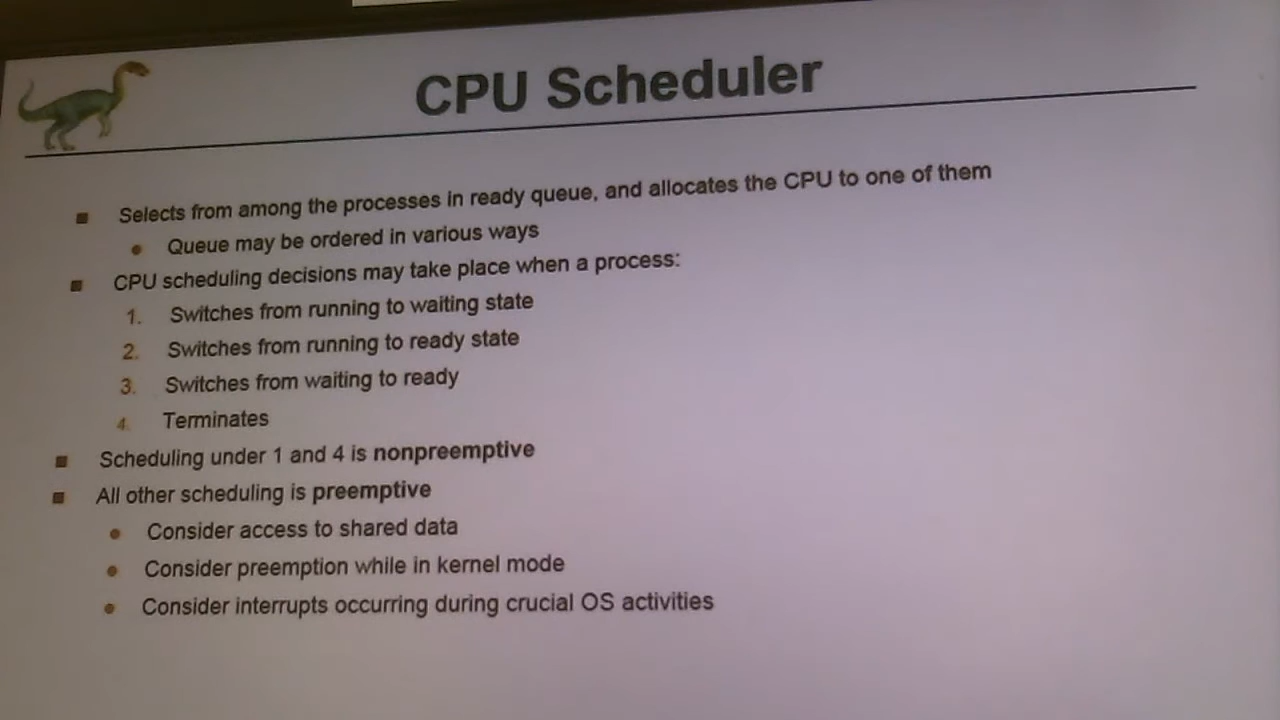 CPU Scheduler
Selects from among the processes in ready queue, and allocates the CPU to one of them
Queue may be ordered in various ways
CPU scheduling decisions may take place when a process:
1. Switches from running to waiting state
2. Switches from running to ready state
3. Switches from waiting to ready
4. Terminates
Scheduling under 1 and 4 is nonpreemptive
All other scheduling is preemptive
Consider access to shared data
Consider preemption while in kernel mode
Consider interrupts occurring during crucial OS activities